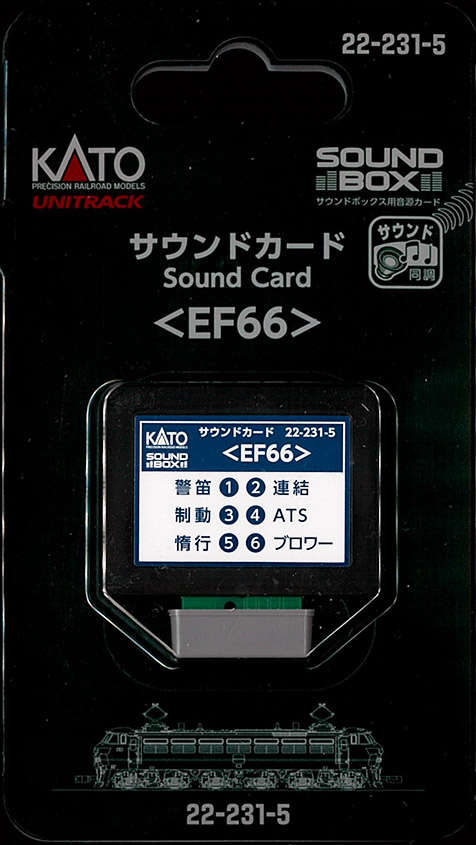 22-231-5
KATO
PRECISION RAILROAD MODELS
UNITRACK
SOUND
BOX
サウンドボックス用音源カード
サウンドカード
Sound Card
<EF66>
サウンド
同調
KATO
PRECISION RAILROAD MODELS
サウンドカード 22-231-5
SOUND
BOX
<EF66>
警笛 1 2 連結
制動 3 4 ATS
惰行 5 6 ブロワー
22-231-5